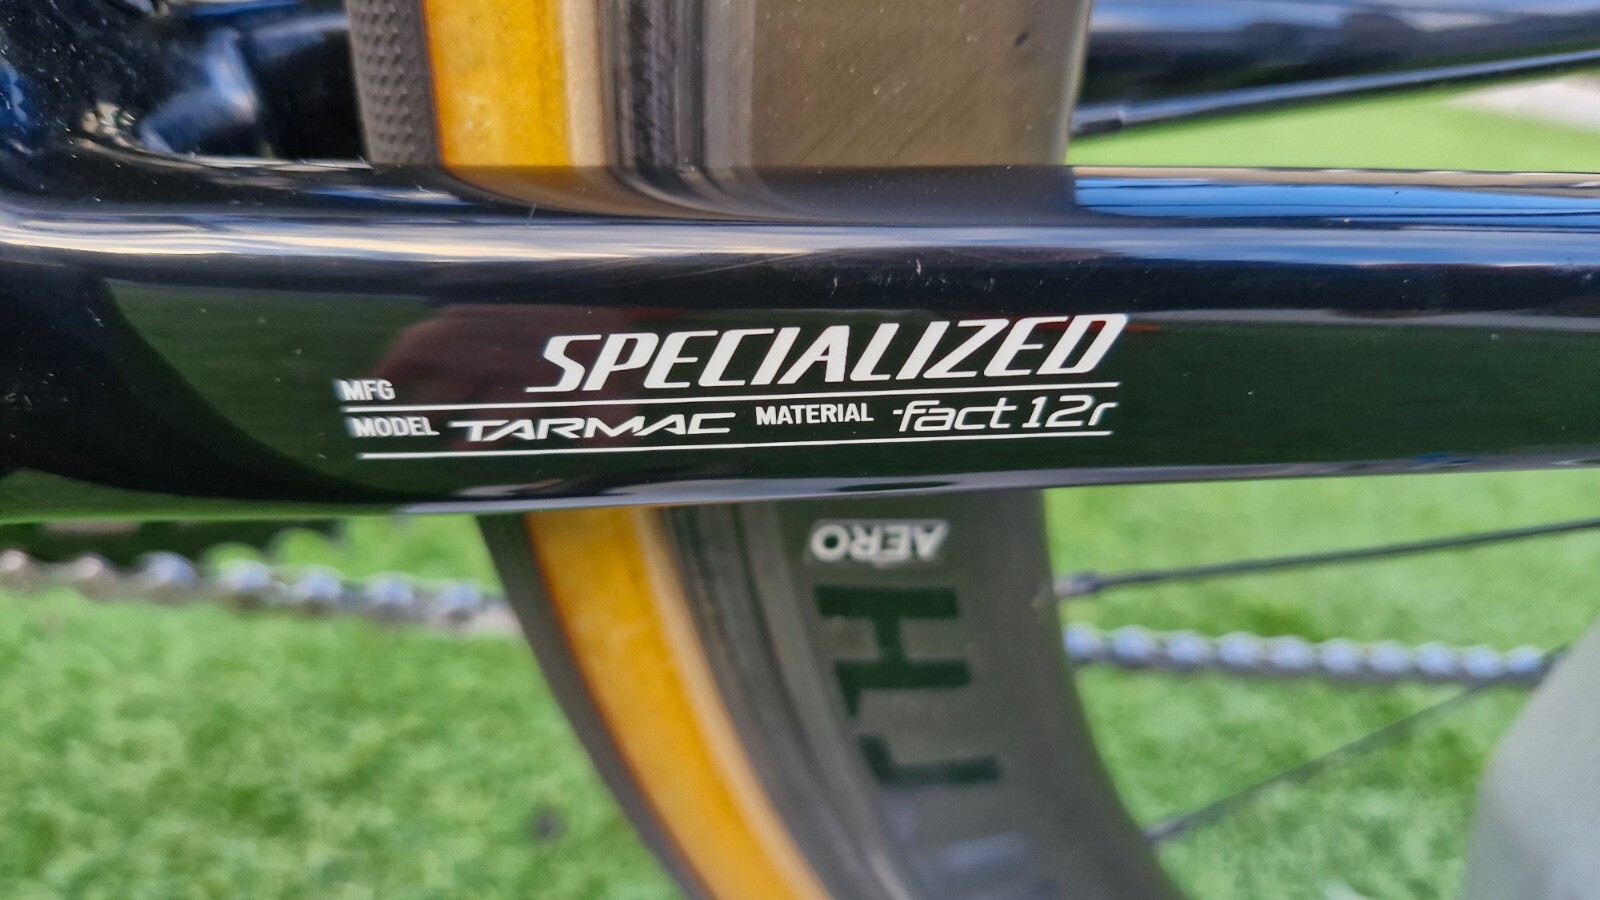 MFG SPECIALIZED
MODEL TARMAC MATERIAL fact 12r
AERO